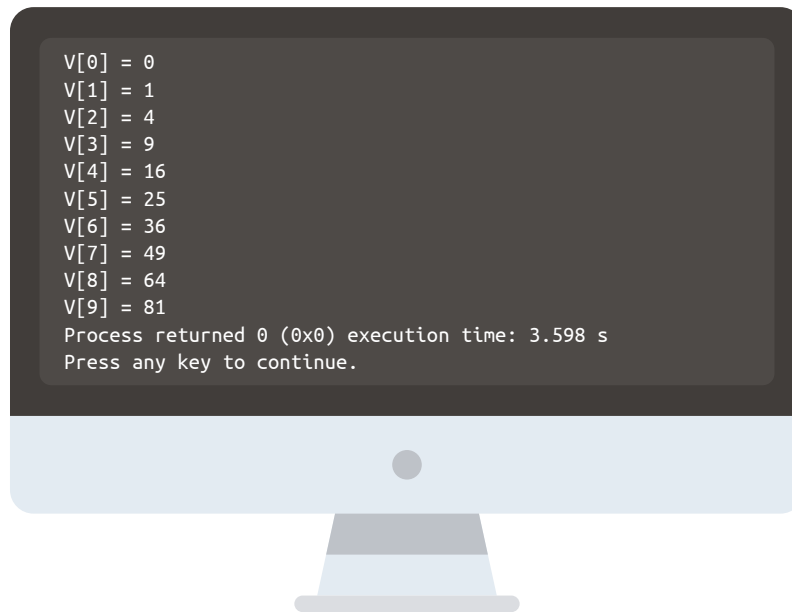 V[0] = 0
V[1] = 1
V[2] = 4
V[3] = 9
V[4] = 16
V[5] = 25
V[6] = 36
V[7] = 49
V[8] = 64
V[9] = 81
Process returned 0 (0x0) execution time: 3.598 s
Press any key to continue.